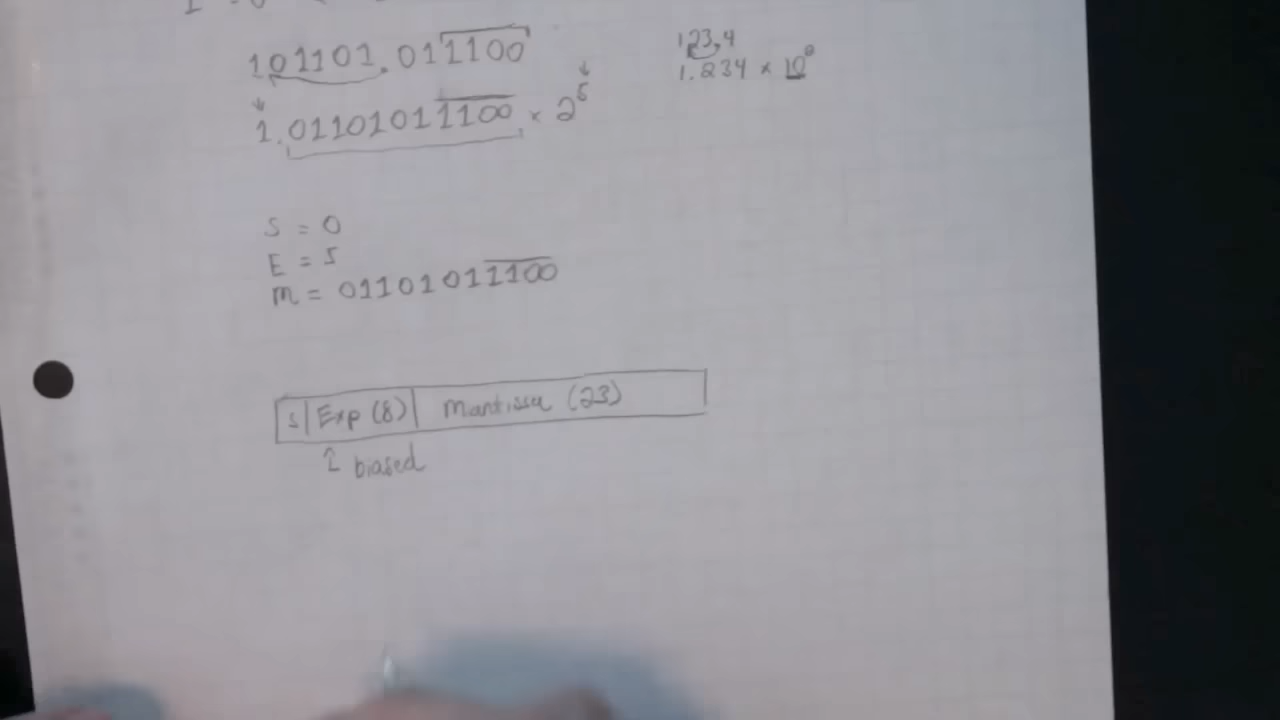 101101.011100
1.01101011100 × 2^5
123.4
1.234 × 10
S = 0
E = 5
m = 01101011100
S Exp (8) Mantissa (23)
biased